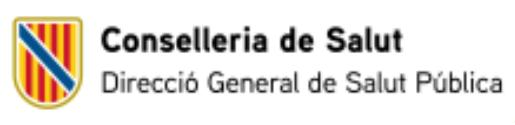 Conselleria de Salut
Direcció General de Salut Pública